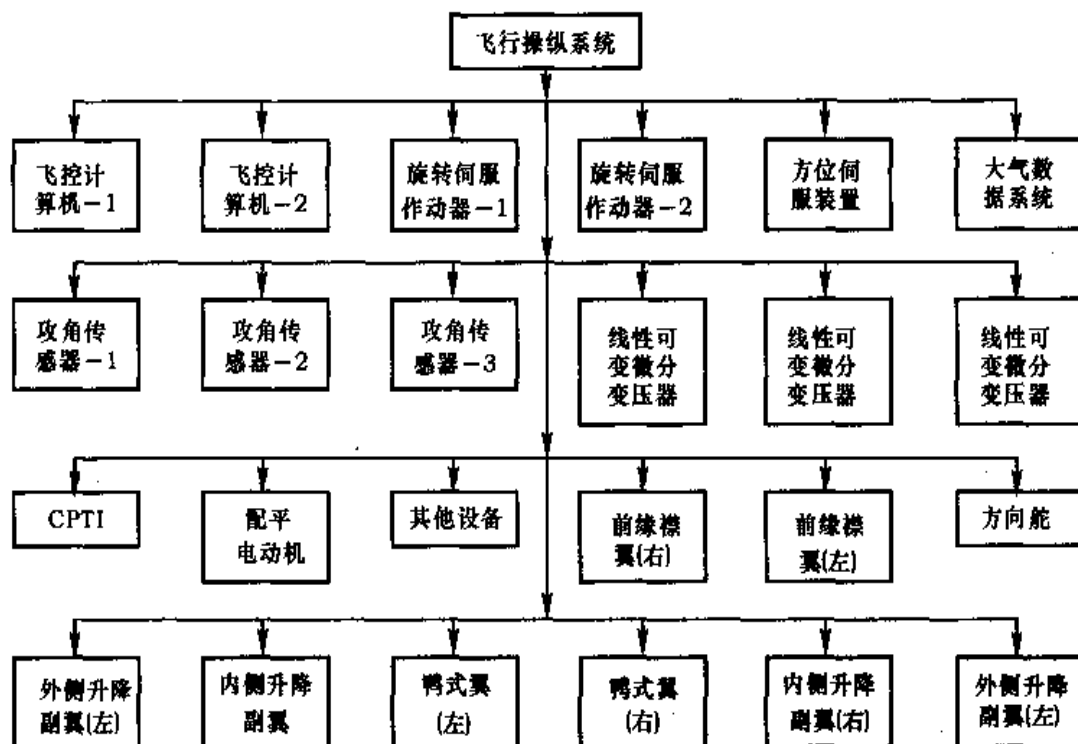 飞行操纵系统
飞控计
算机-1
飞控计
算机-2
旋转伺服
作动器-1
旋转伺服
作动器-2
方位伺
服装置
大气数
据系统
攻角传
感器-1
攻角传
感器-2
攻角传
感器-3
线性可
变微分
变压器
线性可
变微分
变压器
线性可
变微分
变压器
CPTI
配平
电动机
其他设备
前缘襟
翼(右)
前缘襟
翼(左)
方向舵
外侧升降
副翼(左)
内侧升降
副翼
鸭式翼
(左)
鸭式翼
(右)
内侧升降
副翼(右)
外侧升降
副翼(左)